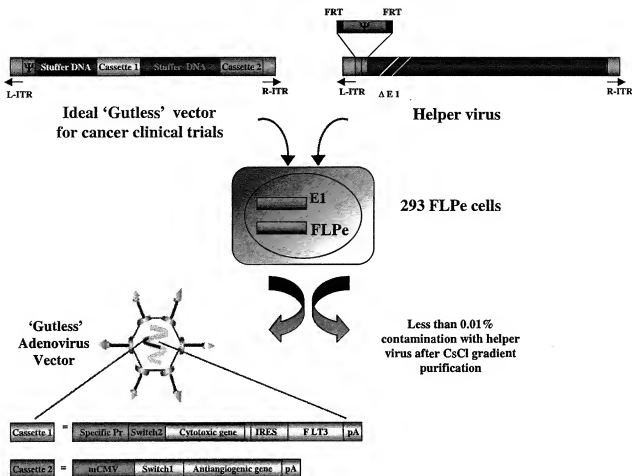 FRT FRT
Ψ
Ψ Stuffer DNA Cassette 1 Stuffer DNA Cassette 2
L-ITR R-ITR
L-ITR Δ E 1 R-ITR
Ideal ‘Gutless’ vector
for cancer clinical trials
Helper virus
E1
FLPe
293 FLPe cells
‘Gutless’
Adenovirus
Vector
Less than 0.01%
contamination with helper
virus after CsCl gradient
purification
Cassette 1 = Specific Pr Switch2 Cytotoxic gene IRES F LT3 pA
Cassette 2 = mCMV Switch1 Antiangiogenic gene pA